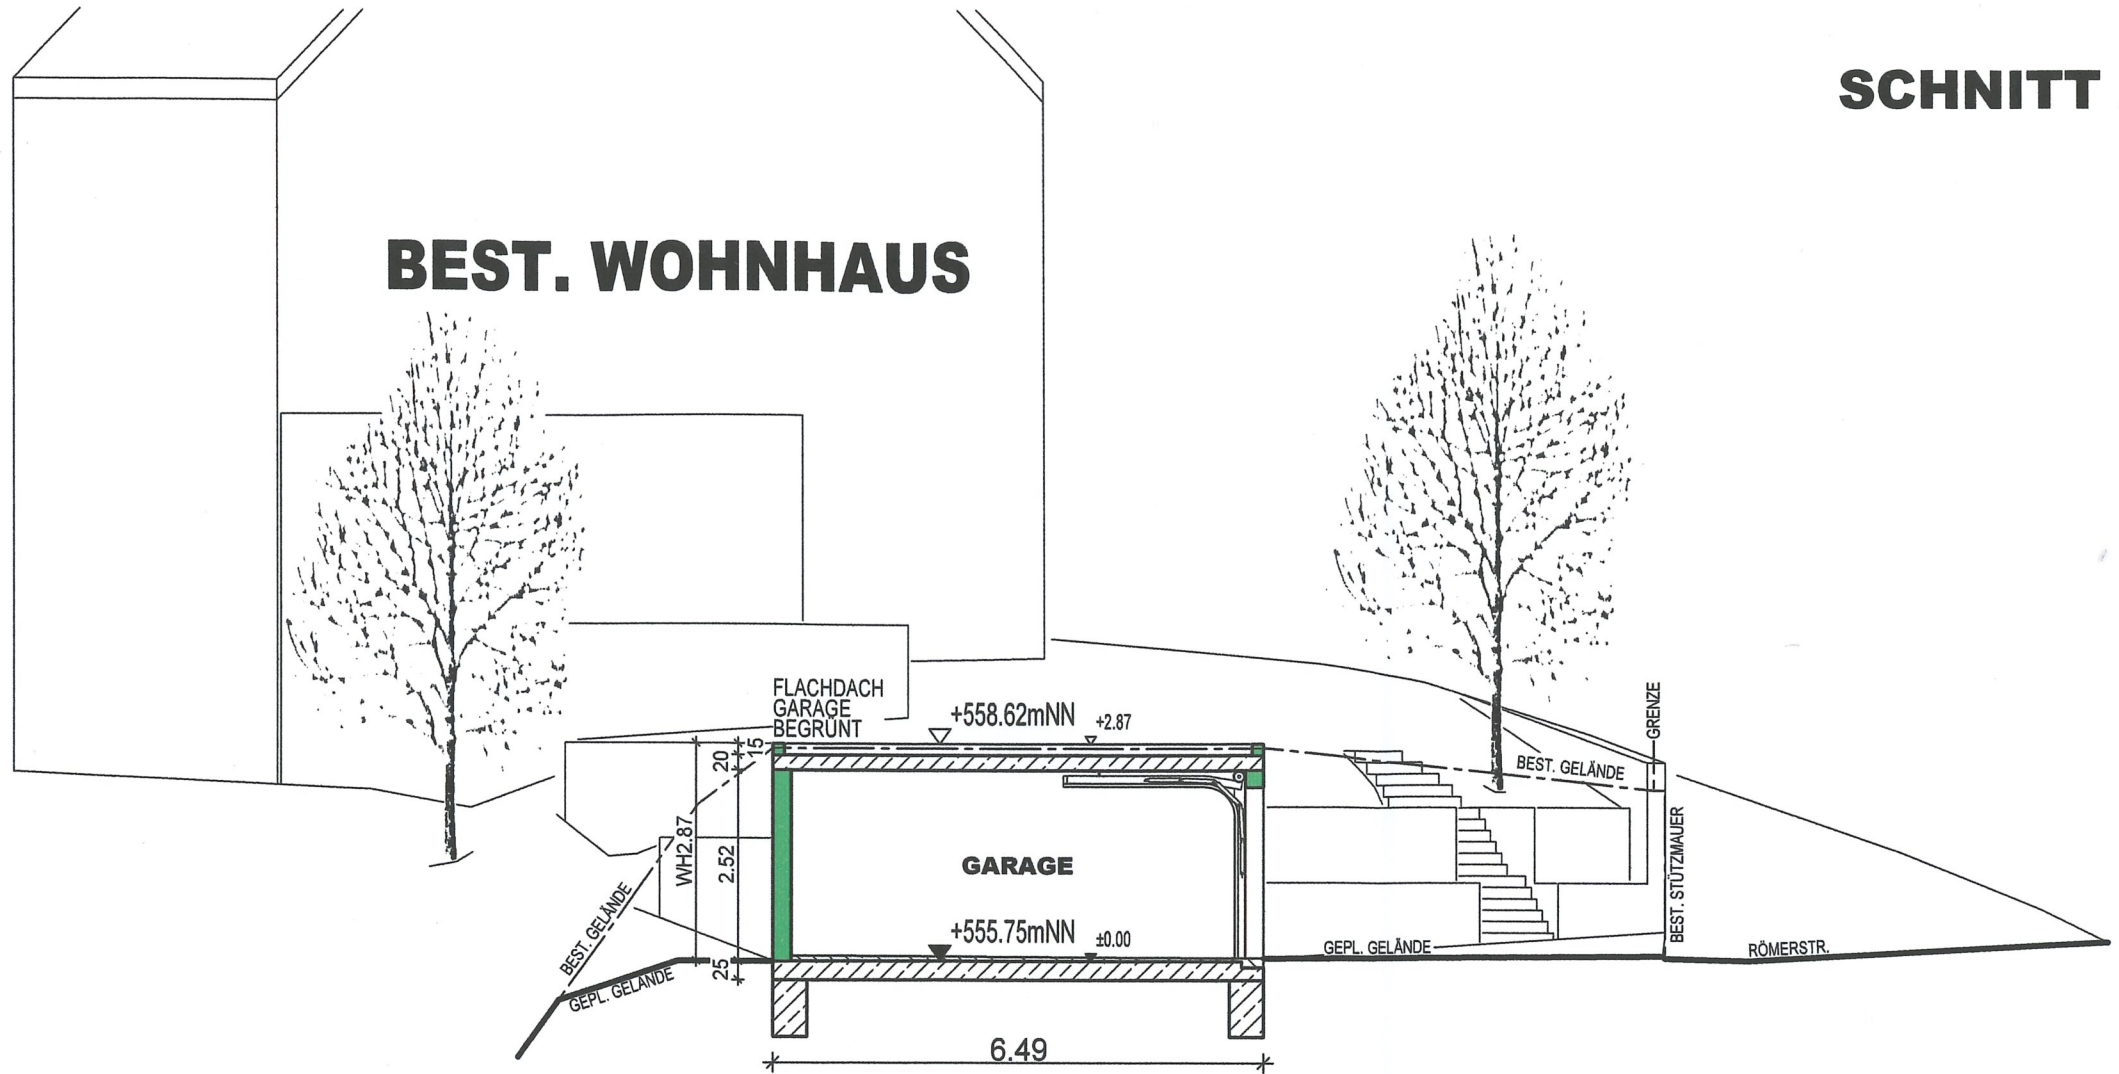 SCHNITT
BEST. WOHNHAUS
FLACHDACH
GARAGE
BEGRÜNT
+558.62mNN +2.87
GRENZE
15
20
BEST. GELÄNDE
WH2.87
2.52
GARAGE
BEST. STÜTZMAUER
BEST. GELÄNDE
+555.75mNN ±0.00
GEPL. GELÄNDE
RÖMERSTR.
25
GEPL. GELÄNDE
6.49